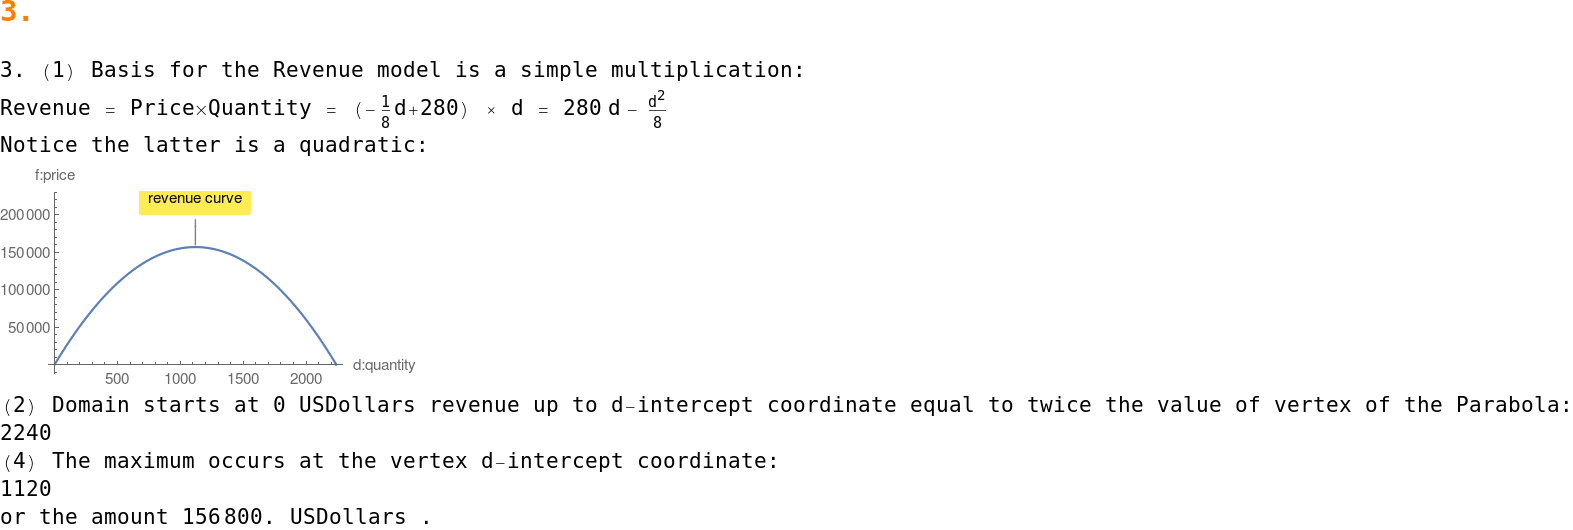 3.
3. (1) Basis for the Revenue model is a simple multiplication:
Revenue = Price×Quantity = (-1/8 d+280) × d = 280 d - d²/8
Notice the latter is a quadratic:
f:price
revenue curve
200 000
150 000
100 000
50 000
d:quantity
500 1000 1500 2000
(2) Domain starts at 0 USDollars revenue up to d-intercept coordinate equal to twice the value of vertex of the Parabola:
2240
(4) The maximum occurs at the vertex d-intercept coordinate:
1120
or the amount 156 800. USDollars .